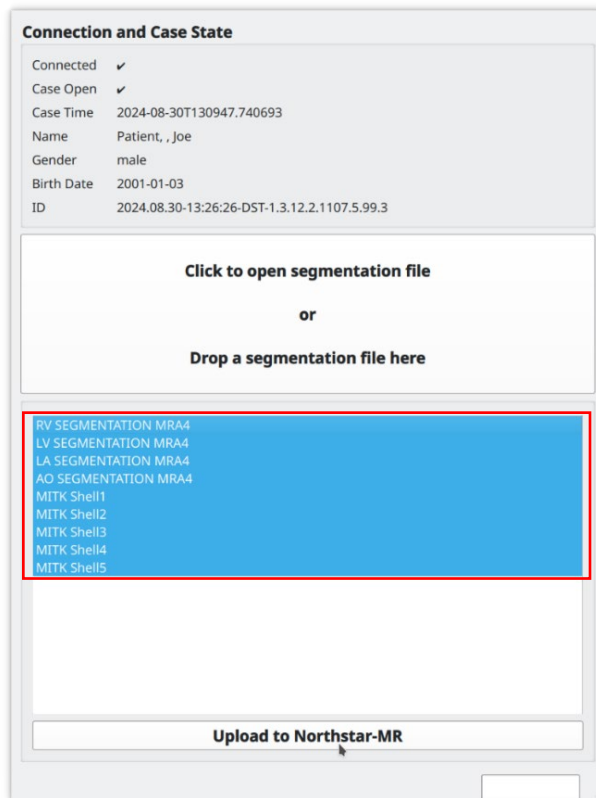 Connection and Case State
Connected ✔
Case Open ✔
Case Time 2024-08-30T130947.740693
Name Patient, , Joe
Gender male
Birth Date 2001-01-03
ID 2024.08.30-13:26:26-DST-1.3.12.2.1107.5.99.3
Click to open segmentation file
or
Drop a segmentation file here
RV SEGMENTATION MRA4
LV SEGMENTATION MRA4
LA SEGMENTATION MRA4
AO SEGMENTATION MRA4
MITK Shell1
MITK Shell2
MITK Shell3
MITK Shell4
MITK Shell5
Upload to Northstar-MR